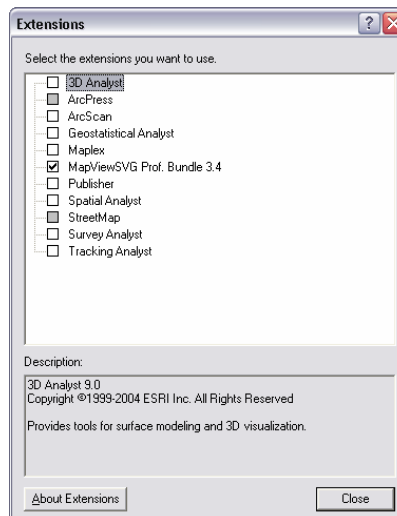 Extensions
Select the extensions you want to use.
3D Analyst
ArcPress
ArcScan
Geostatistical Analyst
Maplex
MapViewSVG Prof. Bundle 3.4
Publisher
Spatial Analyst
StreetMap
Survey Analyst
Tracking Analyst
Description:
3D Analyst 9.0
Copyright ©1999-2004 ESRI Inc. All Rights Reserved
Provides tools for surface modeling and 3D visualization.
About Extensions
Close